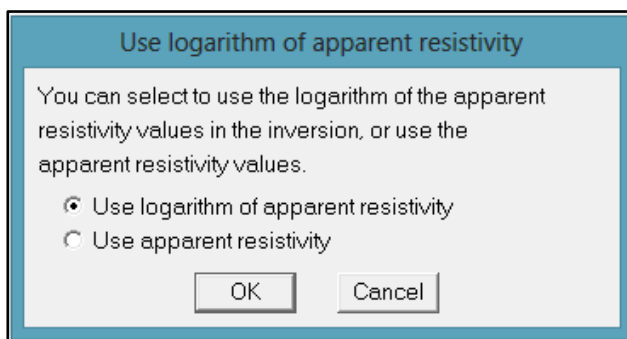 Use logarithm of apparent resistivity
You can select to use the logarithm of the apparent
resistivity values in the inversion, or use the
apparent resistivity values.
Use logarithm of apparent resistivity
Use apparent resistivity
OK Cancel